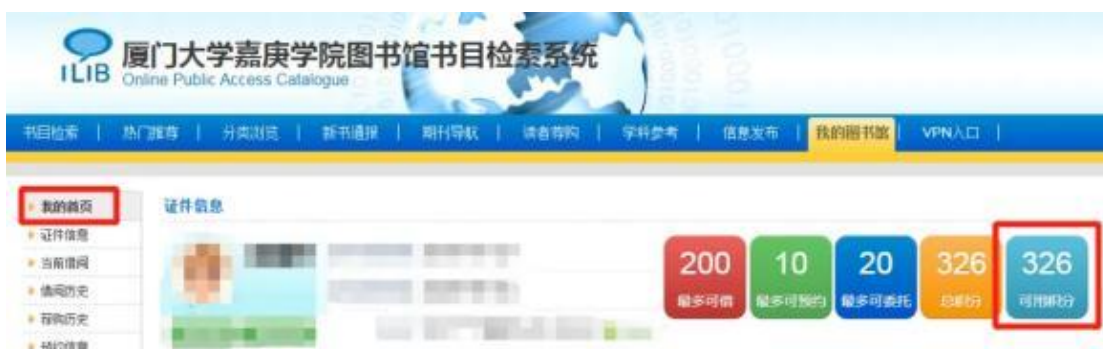 厦门大学嘉庚学院图书馆书目检索系统
ILIB Online Public Access Catalogue
书目检索 | 热门推荐 | 分类浏览 | 新书通报 | 期刊导航 | 读者荐购 | 学科参考 | 信息发布 | 我的图书馆 | VPN入口 |
我的首页
证件信息
证件信息
当前借阅
借阅历史
荐购历史
预约信息
200 10 20 326 326
最多可借 最多可预约 最多可委托 总积分 可用积分